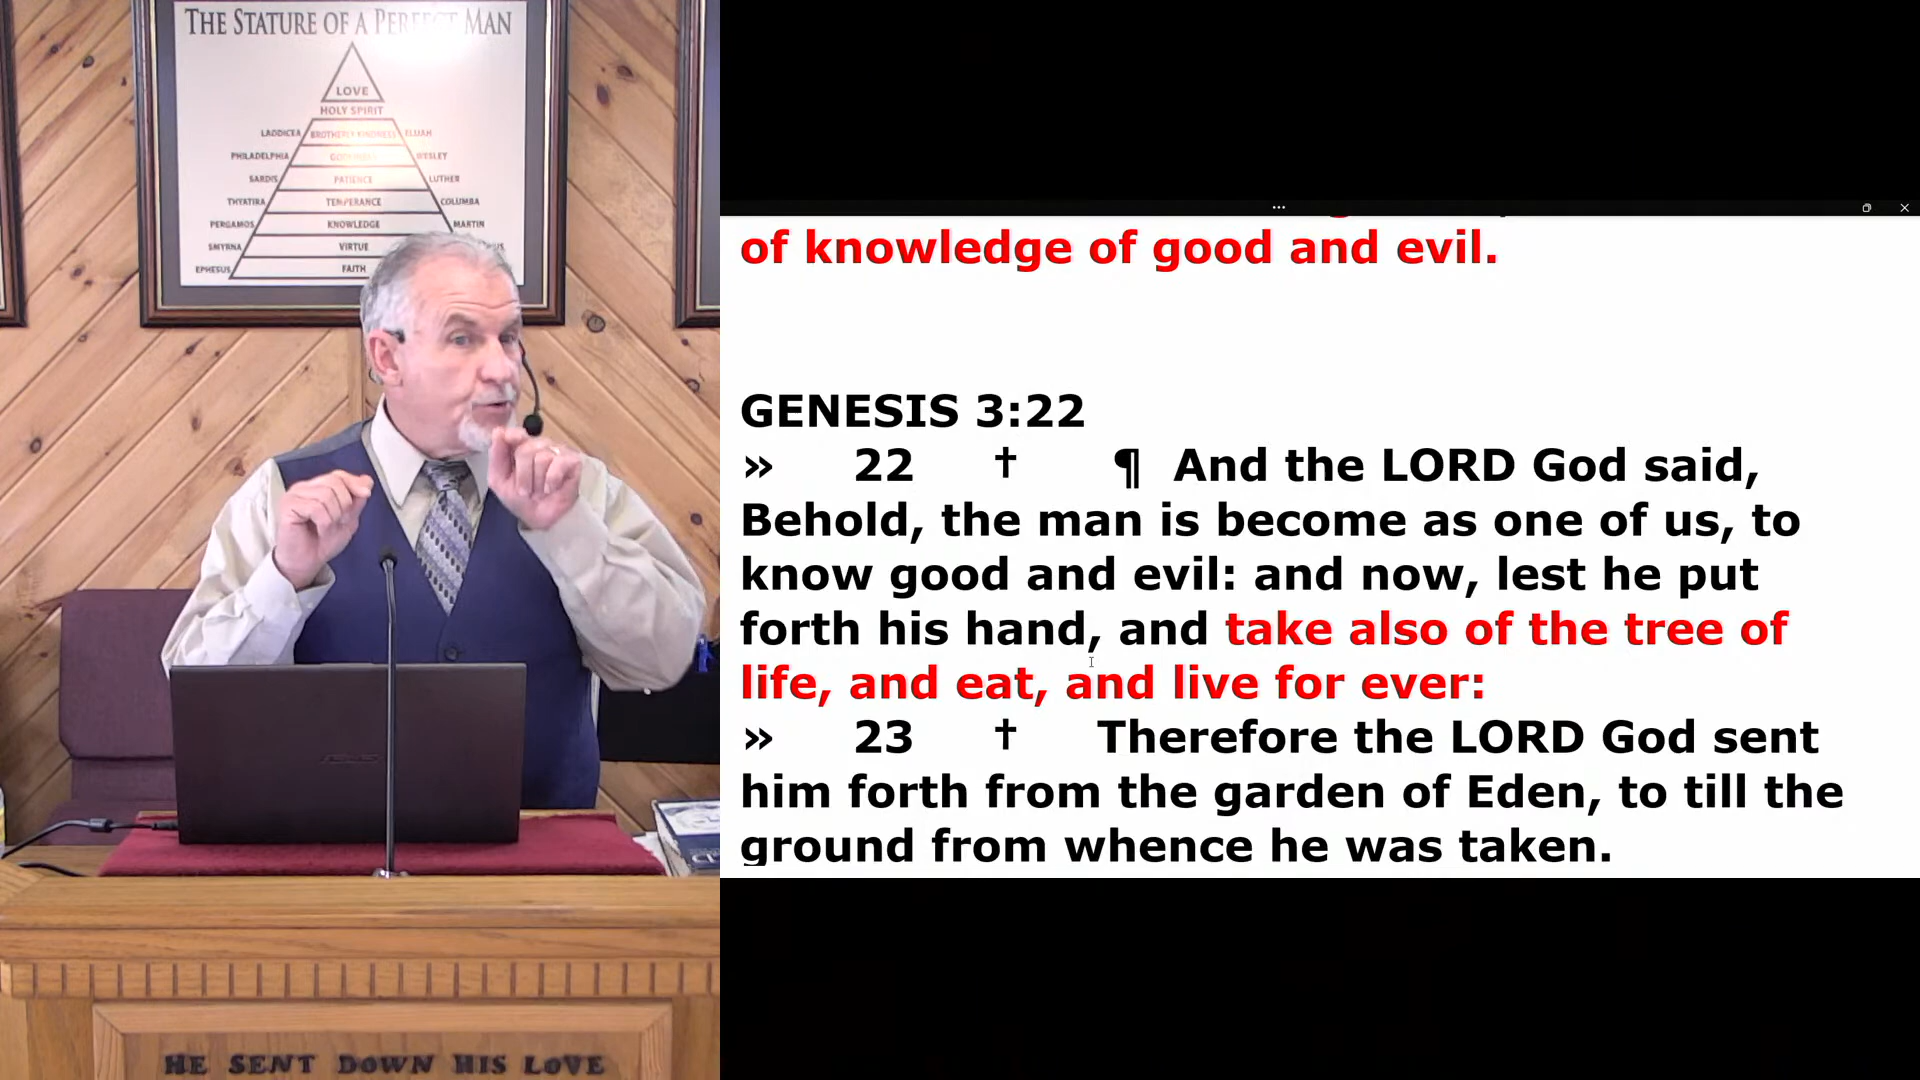 THE STATURE OF A PERFECT MAN
LOVE
HOLY SPIRIT
LAODICEA BROTHERLY KINDNESS ELIJAH
PHILADELPHIA GODLINESS WESLEY
SARDIS PATIENCE LUTHER
THYATIRA TEMPERANCE COLUMBA
PERGAMOS KNOWLEDGE MARTIN
SMYRNA VIRTUE
EPHESUS FAITH
HE SENT DOWN HIS LOVE
of knowledge of good and evil.
GENESIS 3:22
» 22 † ¶ And the LORD God said,
Behold, the man is become as one of us, to
know good and evil: and now, lest he put
forth his hand, and take also of the tree of
life, and eat, and live for ever:
» 23 † Therefore the LORD God sent
him forth from the garden of Eden, to till the
ground from whence he was taken.